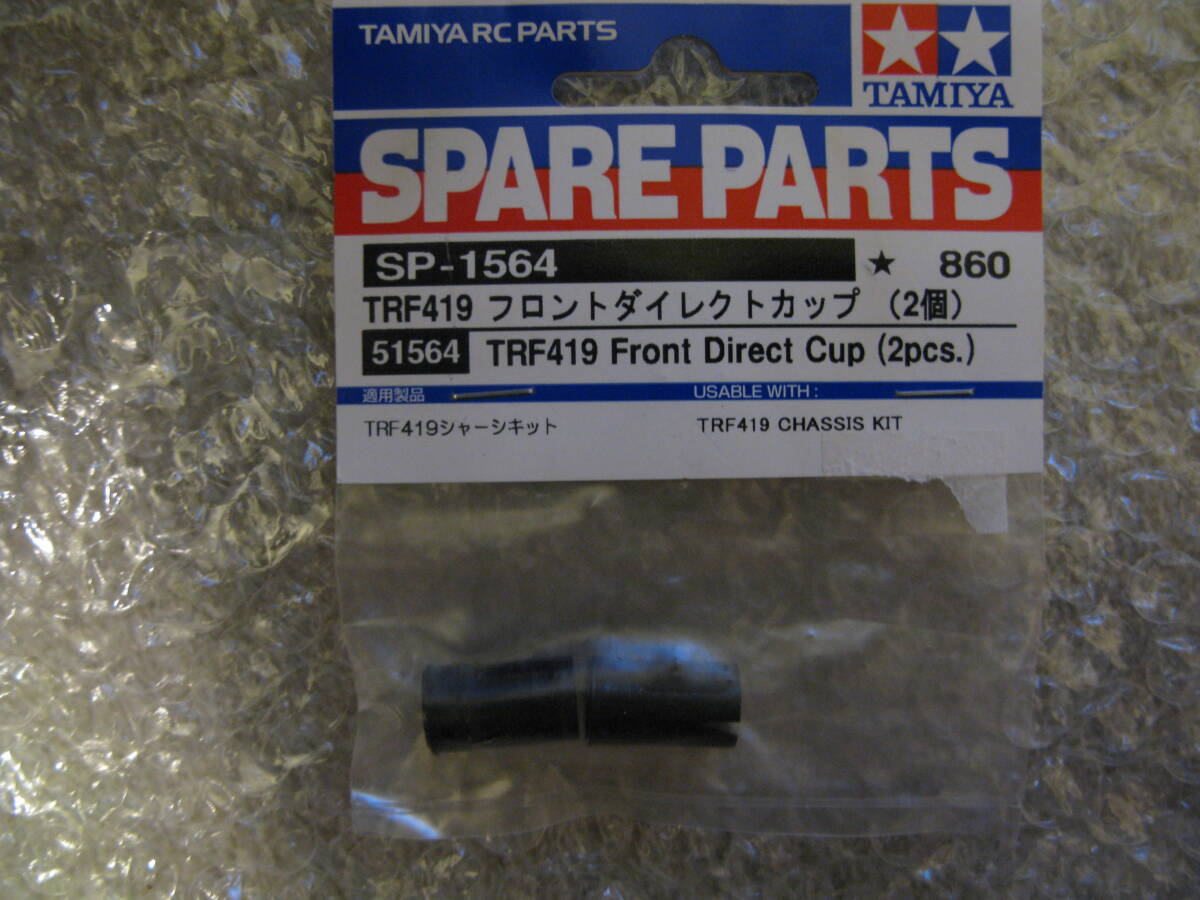 TAMIYA RC PARTS
TAMIYA
SPARE PARTS
SP-1564 ★ 860
TRF419 フロントダイレクトカップ (2個)
51564 TRF419 Front Direct Cup (2pcs.)
適用製品 USABLE WITH :
TRF419シャーシキット TRF419 CHASSIS KIT